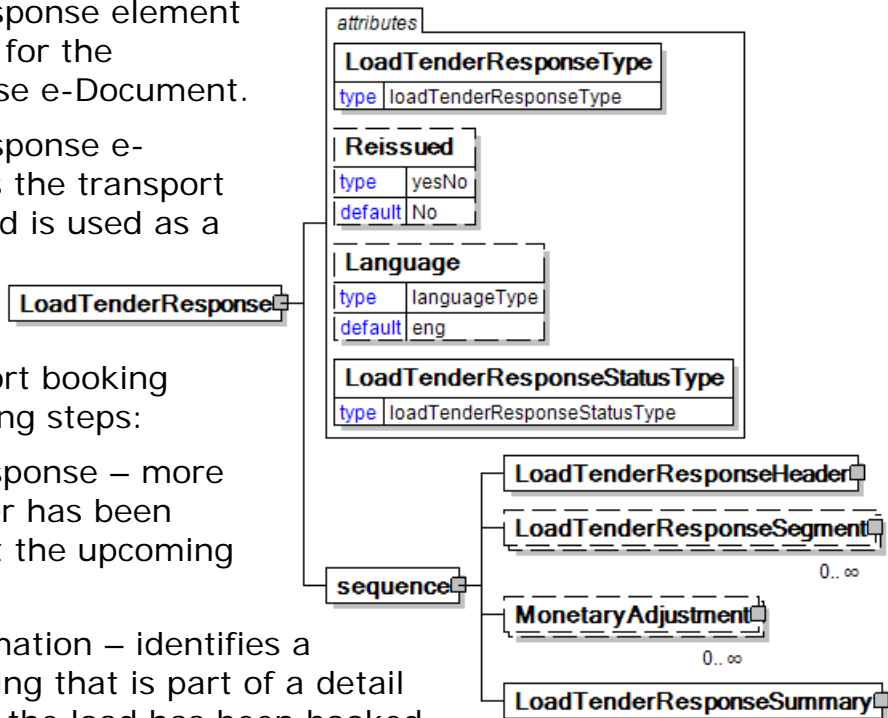 sponse element
for the
se e-Document.
sponse e-
s the transport
d is used as a
ort booking
ng steps:
sponse – more
er has been
t the upcoming
nation – identifies a
ing that is part of a detail
the load has been booked
LoadTenderResponse
attributes
LoadTenderResponseType
type loadTenderResponseType
Reissued
type yesNo
default No
Language
type languageType
default eng
LoadTenderResponseStatusType
type loadTenderResponseStatusType
sequence
LoadTenderResponseHeader
LoadTenderResponseSegment
0.. ∞
MonetaryAdjustment
0.. ∞
LoadTenderResponseSummary